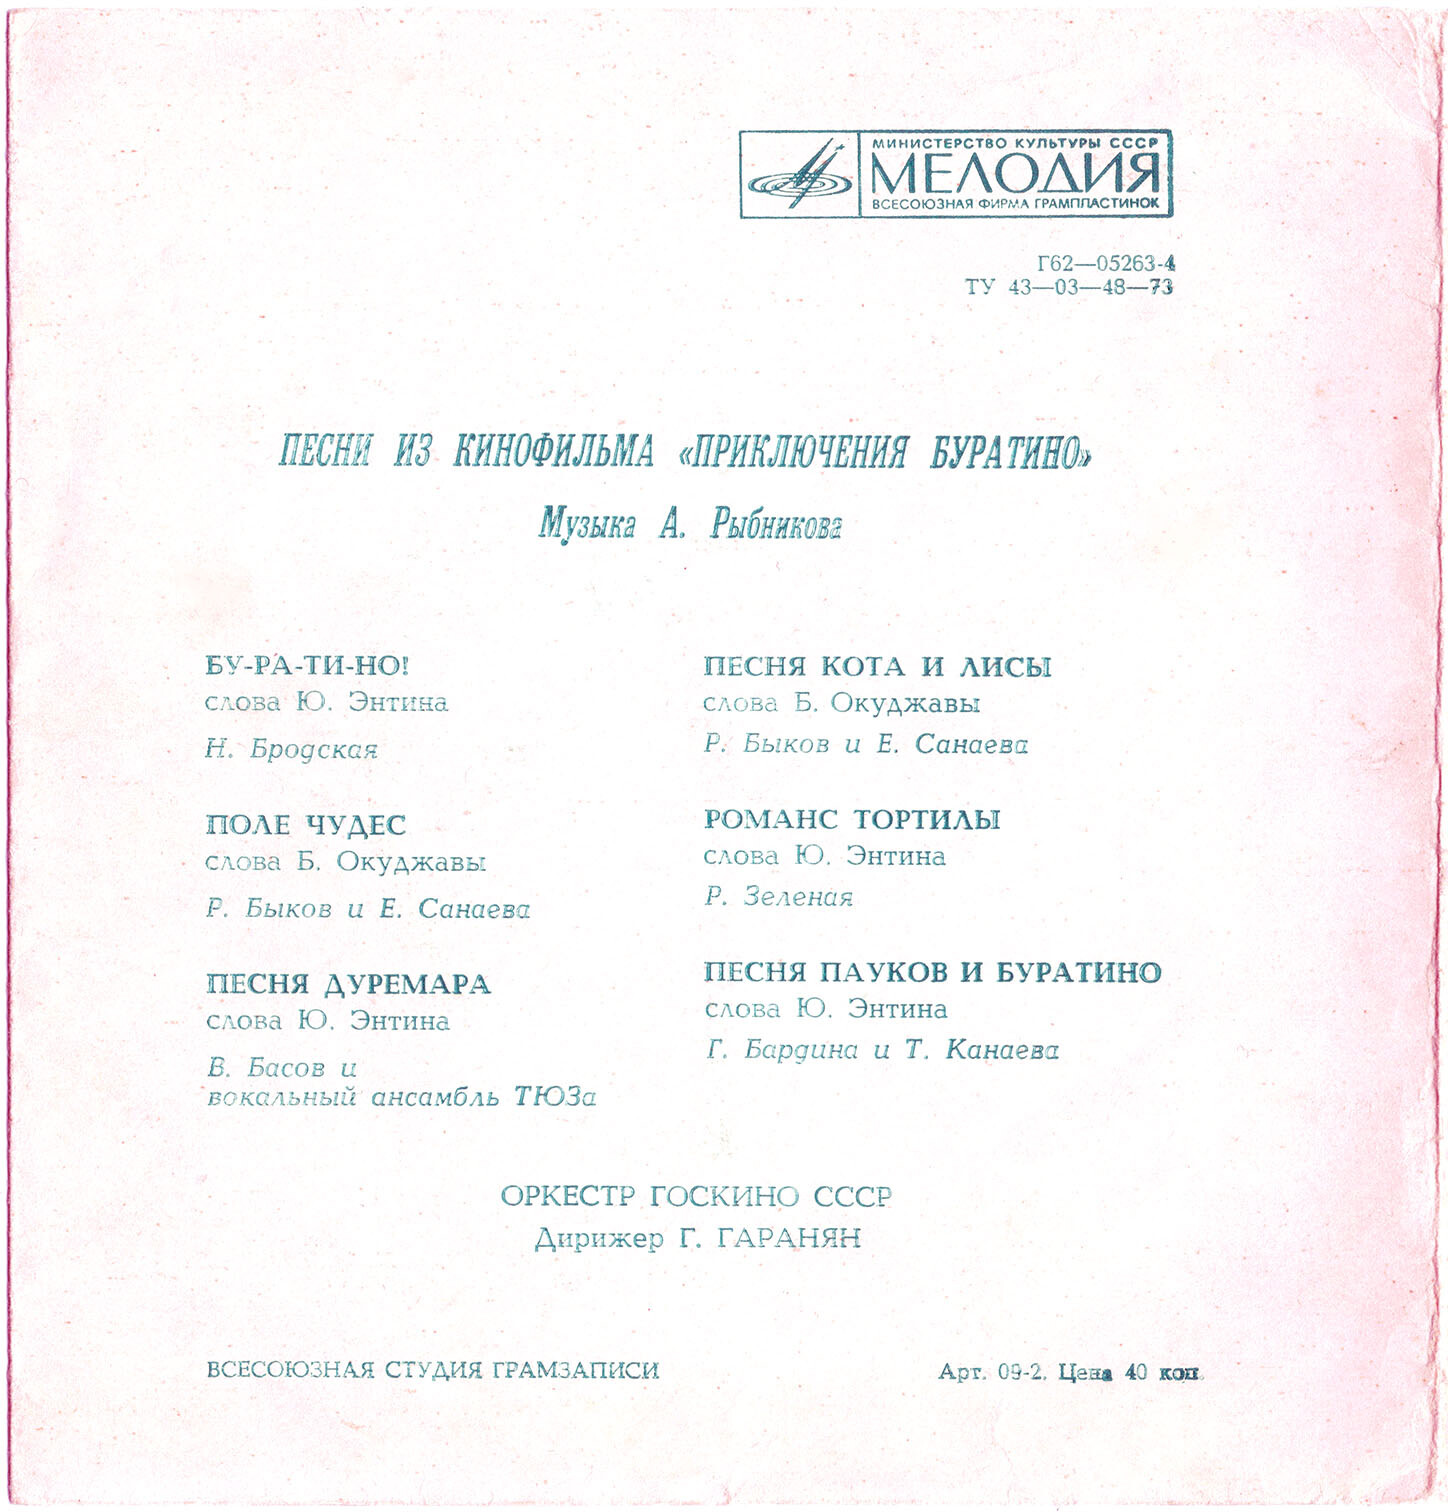 МИНИСТЕРСТВО КУЛЬТУРЫ СССР
МЕЛОДИЯ
ВСЕСОЮЗНАЯ ФИРМА ГРАМПЛАСТИНОК
Г62—05263-4
ТУ 43—03—48—73
ПЕСНИ ИЗ КИНОФИЛЬМА «ПРИКЛЮЧЕНИЯ БУРАТИНО»
Музыка А. Рыбникова
БУ-РА-ТИ-НО!
слова Ю. Энтина
Н. Бродская
ПОЛЕ ЧУДЕС
слова Б. Окуджавы
Р. Быков и Е. Санаева
ПЕСНЯ ДУРЕМАРА
слова Ю. Энтина
В. Басов и
вокальный ансамбль ТЮЗа
ПЕСНЯ КОТА И ЛИСЫ
слова Б. Окуджавы
Р. Быков и Е. Санаева
РОМАНС ТОРТИЛЫ
слова Ю. Энтина
Р. Зеленая
ПЕСНЯ ПАУКОВ И БУРАТИНО
слова Ю. Энтина
Г. Бардина и Т. Канаева
ОРКЕСТР ГОСКИНО СССР
Дирижер Г. ГАРАНЯН
ВСЕСОЮЗНАЯ СТУДИЯ ГРАМЗАПИСИ
Арт. 09-2. Цена 40 коп.